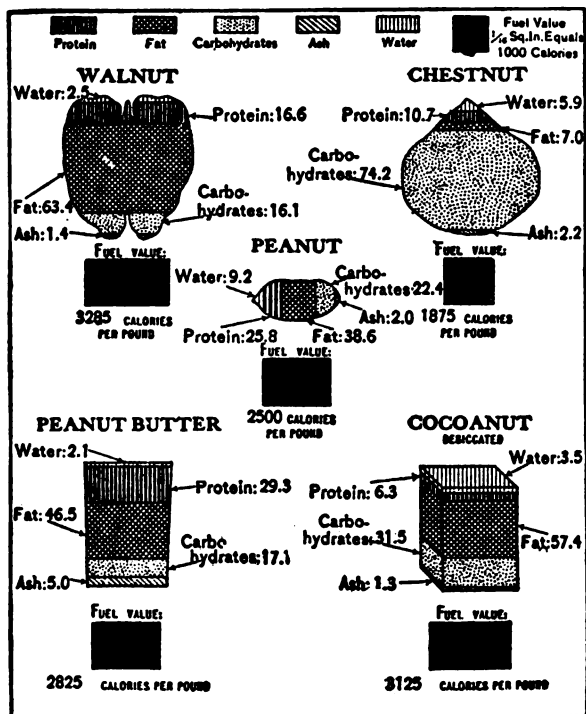 Protein Fat Carbohydrates Ash Water
Fuel Value
1/16 Sq.In.Equals
1000 Calories
WALNUT
Water:2.5
Protein:16.6
Fat:63.4
Carbo-
hydrates:16.1
Ash:1.4
FUEL VALUE:
3285 CALORIES
PER POUND
CHESTNUT
Water:5.9
Protein:
10.7
Fat:7.0
Carbo-
hydrates:74.2
Ash:2.2
FUEL VALUE:
1875 CALORIES
PER POUND
PEANUT
Water:9.2
Carbo-
hydrates:22.4
Ash:2.0
Protein:25.8
Fat:38.6
FUEL VALUE:
2500 CALORIES
PER POUND
PEANUT BUTTER
Water:2.1
Protein:29.3
Fat:46.5
Carbo-
hydrates:17.1
Ash:5.0
FUEL VALUE:
2825 CALORIES PER POUND
COCOANUT
DESICCATED
Water:3.5
Protein:6.3
Carbo-
hydrates:31.5
Fat:57.4
Ash:1.3
FUEL VALUE:
3125 CALORIES PER POUND